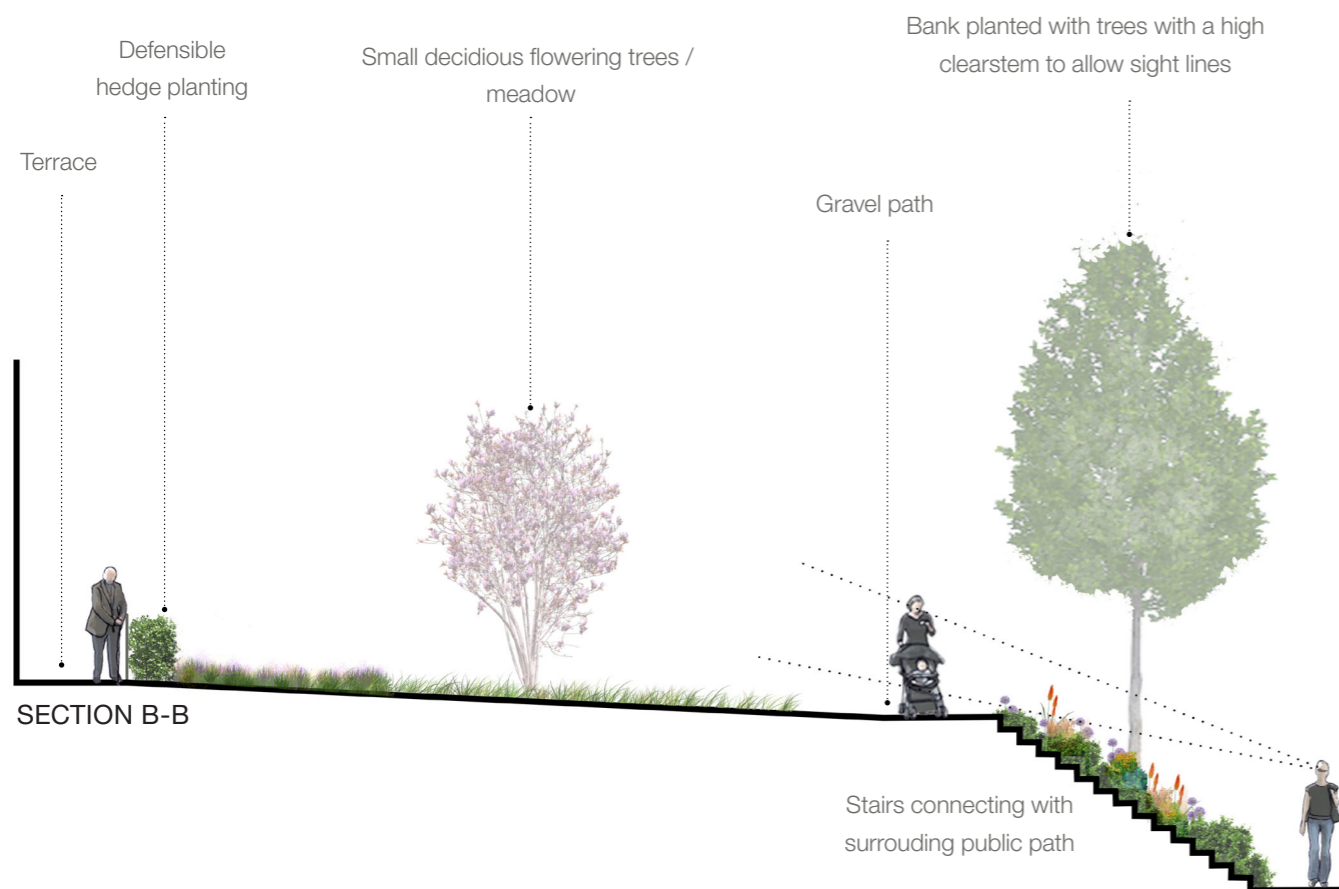 Bank planted with trees with a high
clearstem to allow sight lines
Defensible
hedge planting
Small decidious flowering trees /
meadow
Terrace
Gravel path
SECTION B-B
Stairs connecting with
surrouding public path